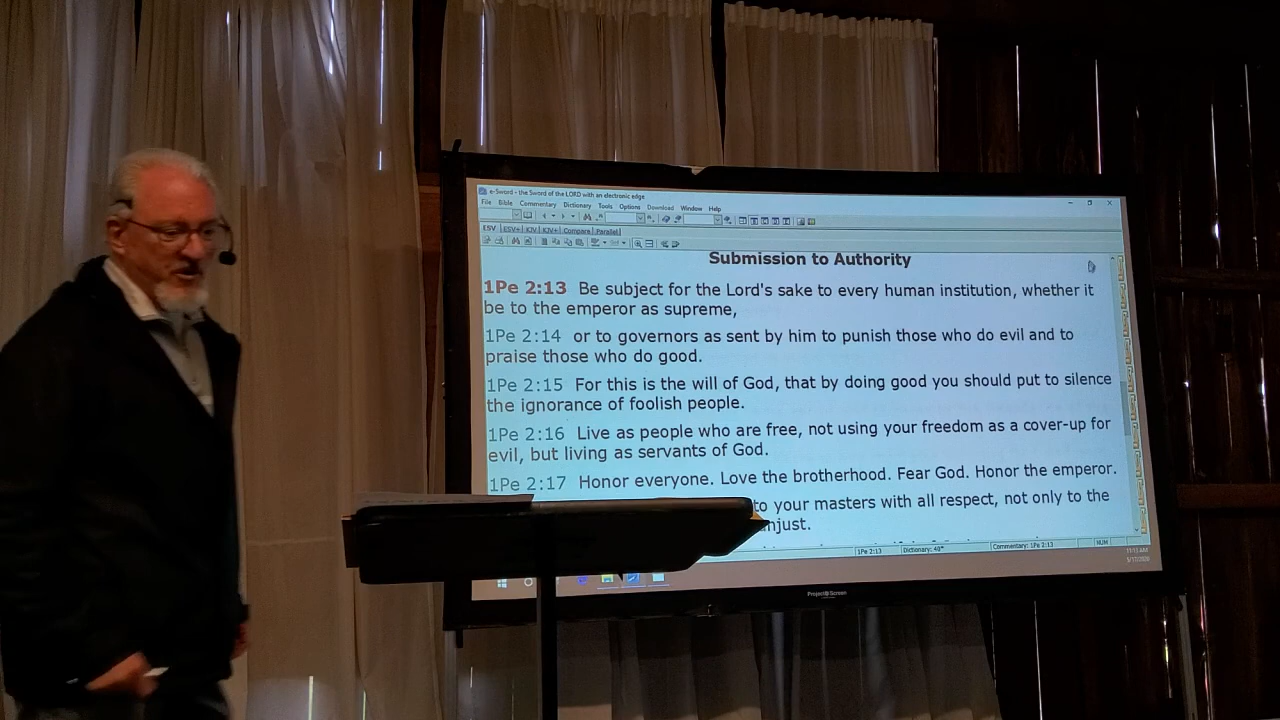 e-Sword - the Sword of the LORD with an electronic edge
File Bible Commentary Dictionary Tools Options Download Window Help
ESV ESV+ KJV KJV+ Compare Parallel
Submission to Authority
1Pe 2:13 Be subject for the Lord's sake to every human institution, whether it
be to the emperor as supreme,
1Pe 2:14 or to governors as sent by him to punish those who do evil and to
praise those who do good.
1Pe 2:15 For this is the will of God, that by doing good you should put to silence
the ignorance of foolish people.
1Pe 2:16 Live as people who are free, not using your freedom as a cover-up for
evil, but living as servants of God.
1Pe 2:17 Honor everyone. Love the brotherhood. Fear God. Honor the emperor.
to your masters with all respect, not only to the
njust.
1Pe 2:13 Commentary: 1Pe 2:13 NUM
11:13 AM
ProjectoScreen